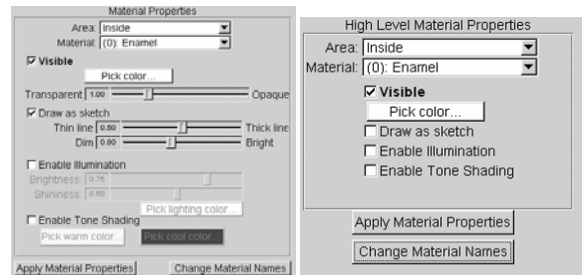 Material Properties
Area: Inside
Material: (0): Enamel
Visible
Pick color...
Transparent 1.00 Opaque
Draw as sketch
Thin line 0.60 Thick line
Dim 0.00 Bright
Enable Illumination
Brightness: 0.75
Shininess: 0.60
Pick lighting color...
Enable Tone Shading
Pick warm color... Pick cool color...
Apply Material Properties Change Material Names
High Level Material Properties
Area: Inside
Material: (0): Enamel
Visible
Pick color...
Draw as sketch
Enable Illumination
Enable Tone Shading
Apply Material Properties
Change Material Names